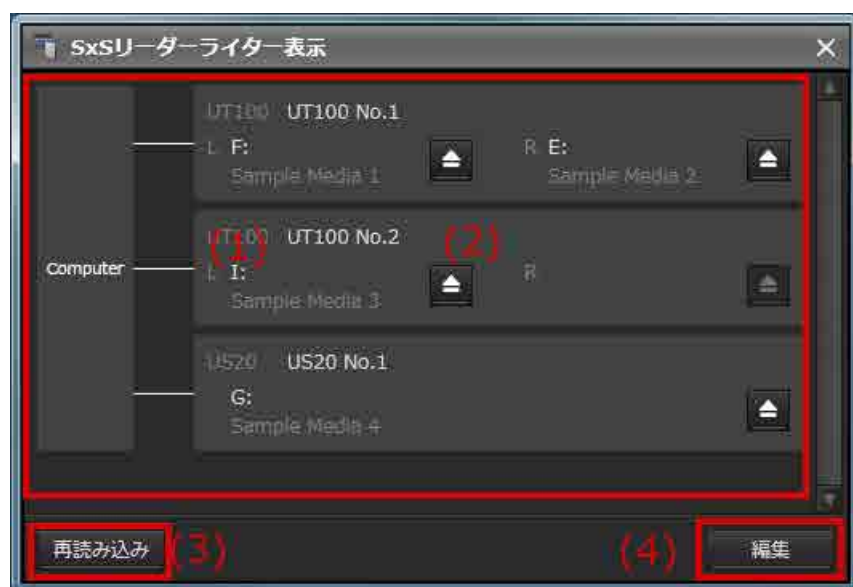 SxSリーダーライター表示
UT100 UT100 No.1
L F: R E:
Sample Media 1 Sample Media 2
UT100 UT100 No.2
(1) (2)
Computer
L I: R
Sample Media 3
US20 US20 No.1
G:
Sample Media 4
再読み込み (3) (4) 編集